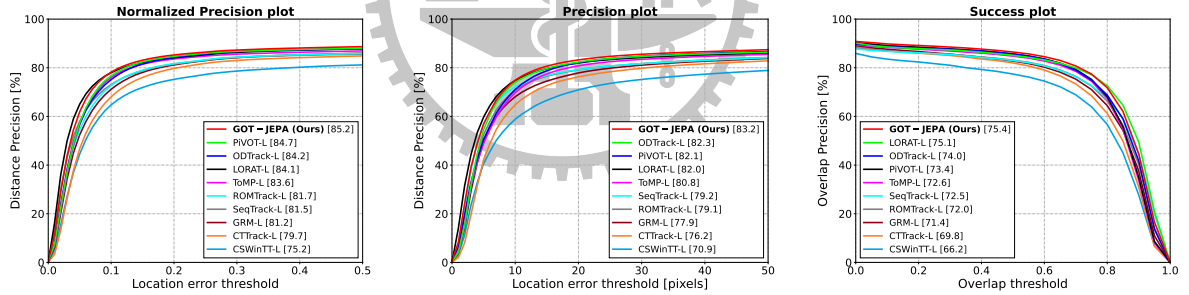 Normalized Precision plot
Distance Precision [%]
100
80
60
40
20
0
GOT−JEPA (Ours) [85.2]
PiVOT-L [84.7]
ODTrack-L [84.2]
LORAT-L [84.1]
ToMP-L [83.6]
ROMTrack-L [81.7]
SeqTrack-L [81.5]
GRM-L [81.2]
CTTrack-L [79.7]
CSWinTT-L [75.2]
0.0 0.1 0.2 0.3 0.4 0.5
Location error threshold
Precision plot
Distance Precision [%]
100
80
60
40
20
0
GOT−JEPA (Ours) [83.2]
ODTrack-L [82.3]
PiVOT-L [82.1]
LORAT-L [82.0]
ToMP-L [80.8]
SeqTrack-L [79.2]
ROMTrack-L [79.1]
GRM-L [77.9]
CTTrack-L [76.2]
CSWinTT-L [70.9]
0 10 20 30 40 50
Location error threshold [pixels]
Success plot
Overlap Precision [%]
100
80
60
40
20
0
GOT−JEPA (Ours) [75.4]
LORAT-L [75.1]
ODTrack-L [74.0]
PiVOT-L [73.4]
ToMP-L [72.6]
SeqTrack-L [72.5]
ROMTrack-L [72.0]
GRM-L [71.4]
CTTrack-L [69.8]
CSWinTT-L [66.2]
0.0 0.2 0.4 0.6 0.8 1.0
Overlap threshold